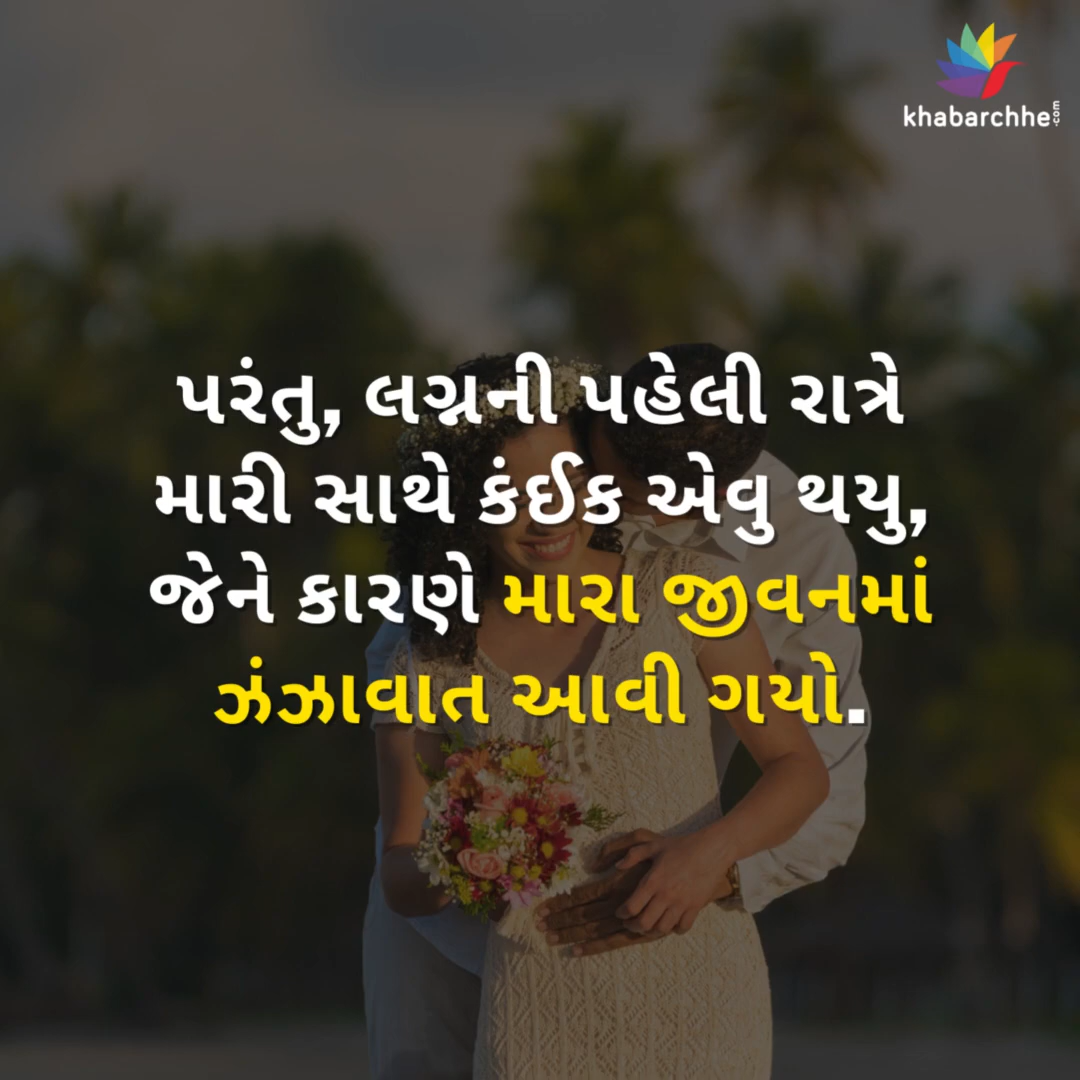 khabarchhe.com
પરંતુ, લગ્નની પહેલી રાત્રે
મારી સાથે કંઈક એવુ થયુ,
જેને કારણે મારા જીવનમાં
ઝંઝાવાત આવી ગયો.